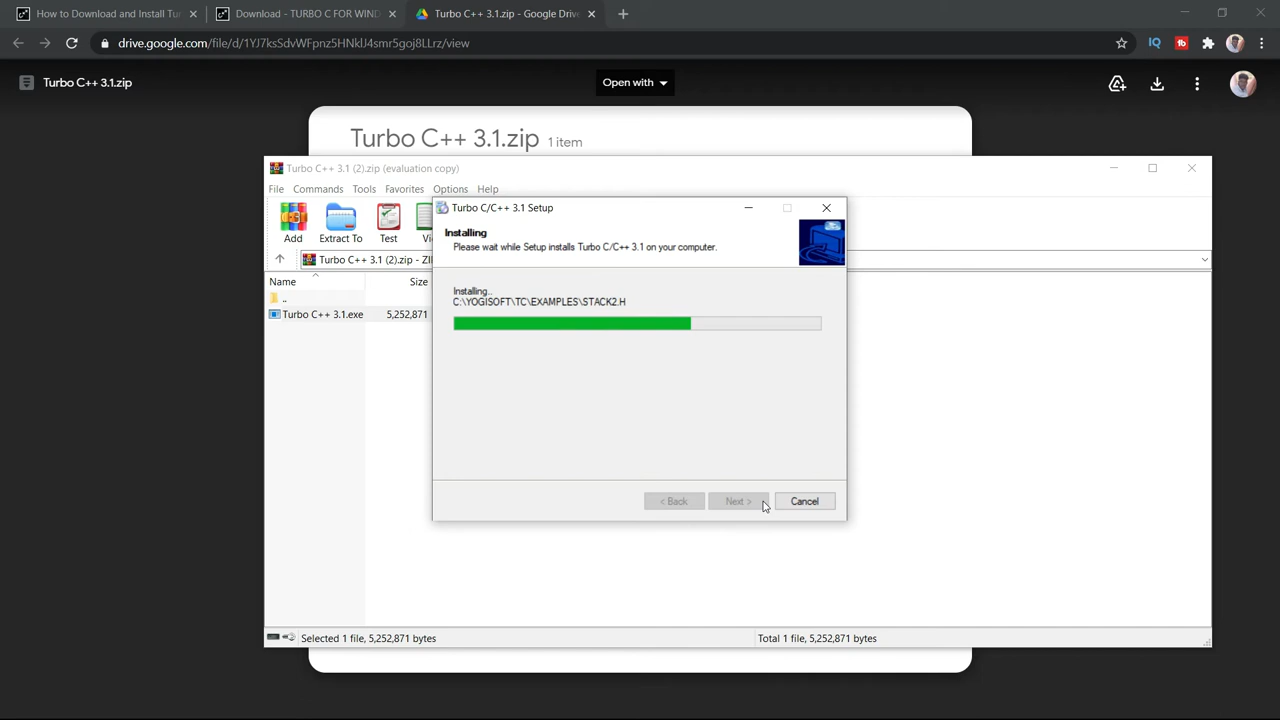 How to Download and Install Tur
Download - TURBO C FOR WIND
Turbo C++ 3.1.zip - Google Drive
drive.google.com/file/d/1YJ7ksSdvWFpnz5HNklJ4smr5goj8LLrz/view
Turbo C++ 3.1.zip
Open with
Turbo C++ 3.1.zip 1 item
Turbo C++ 3.1 (2).zip (evaluation copy)
File Commands Tools Favorites Options Help
Turbo C/C++ 3.1 Setup
Installing
Please wait while Setup installs Turbo C/C++ 3.1 on your computer.
Add Extract To Test Vi
Turbo C++ 3.1 (2).zip - ZI
Name Size
..
Turbo C++ 3.1.exe 5,252,871
Installing..
C:\YOGISOFT\TC\EXAMPLES\STACK2.H
< Back Next > Cancel
Selected 1 file, 5,252,871 bytes
Total 1 file, 5,252,871 bytes